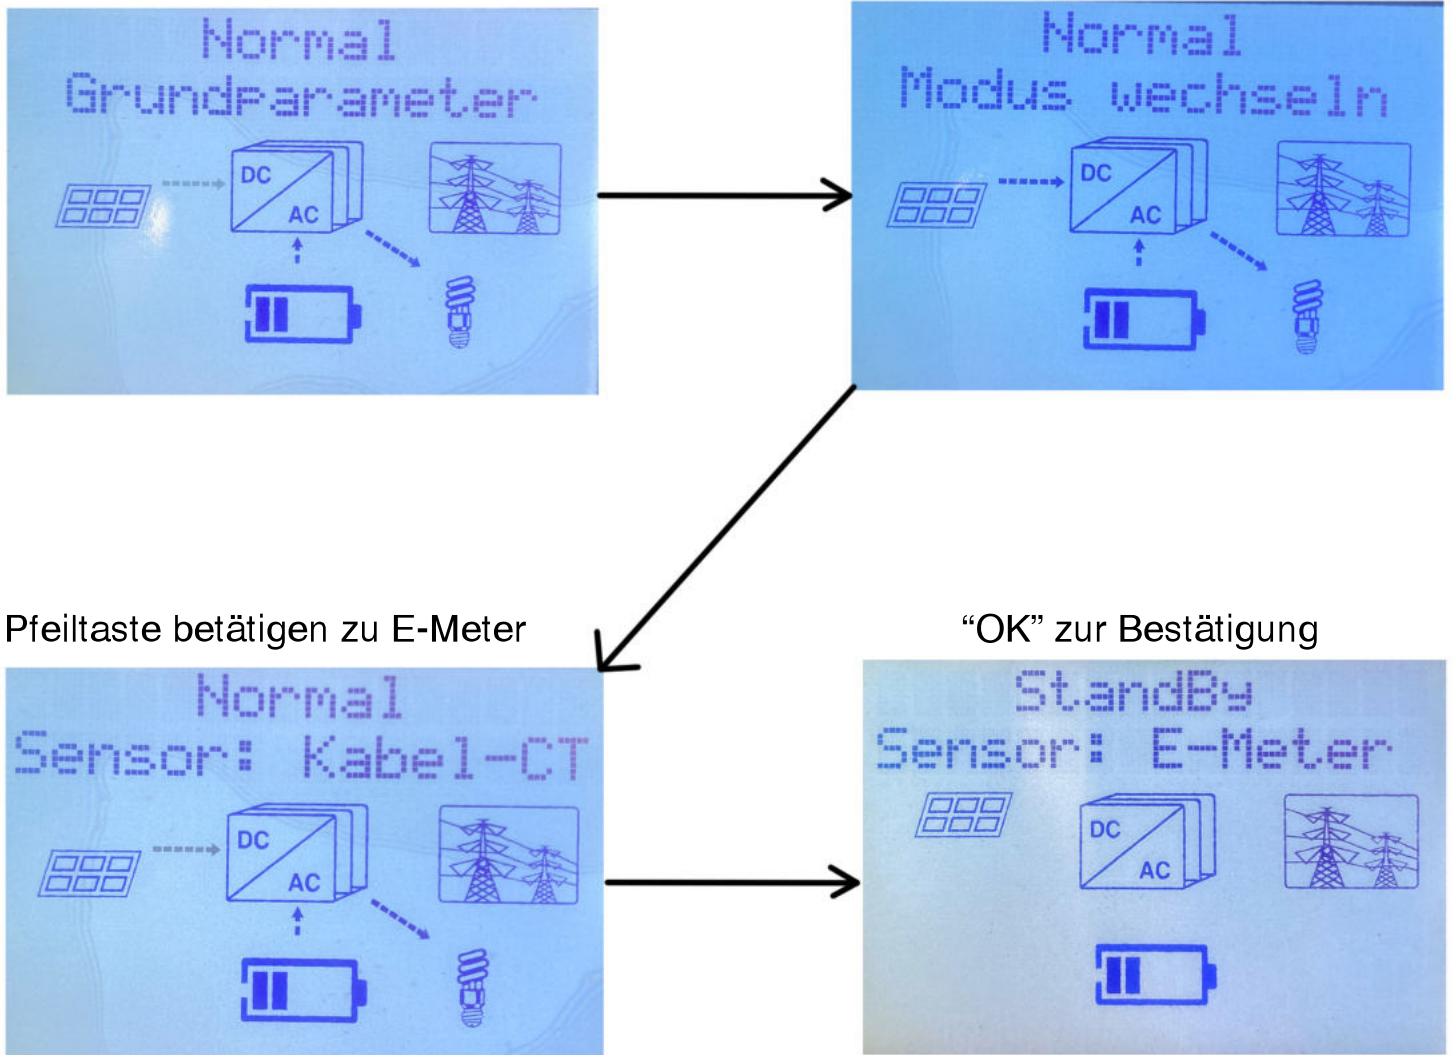 Normal
Grundparameter
DC
AC
Normal
Modus wechseln
DC
AC
Pfeiltaste betätigen zu E-Meter
“OK” zur Bestätigung
Normal
Sensor: Kabel-CT
DC
AC
StandBy
Sensor: E-Meter
DC
AC